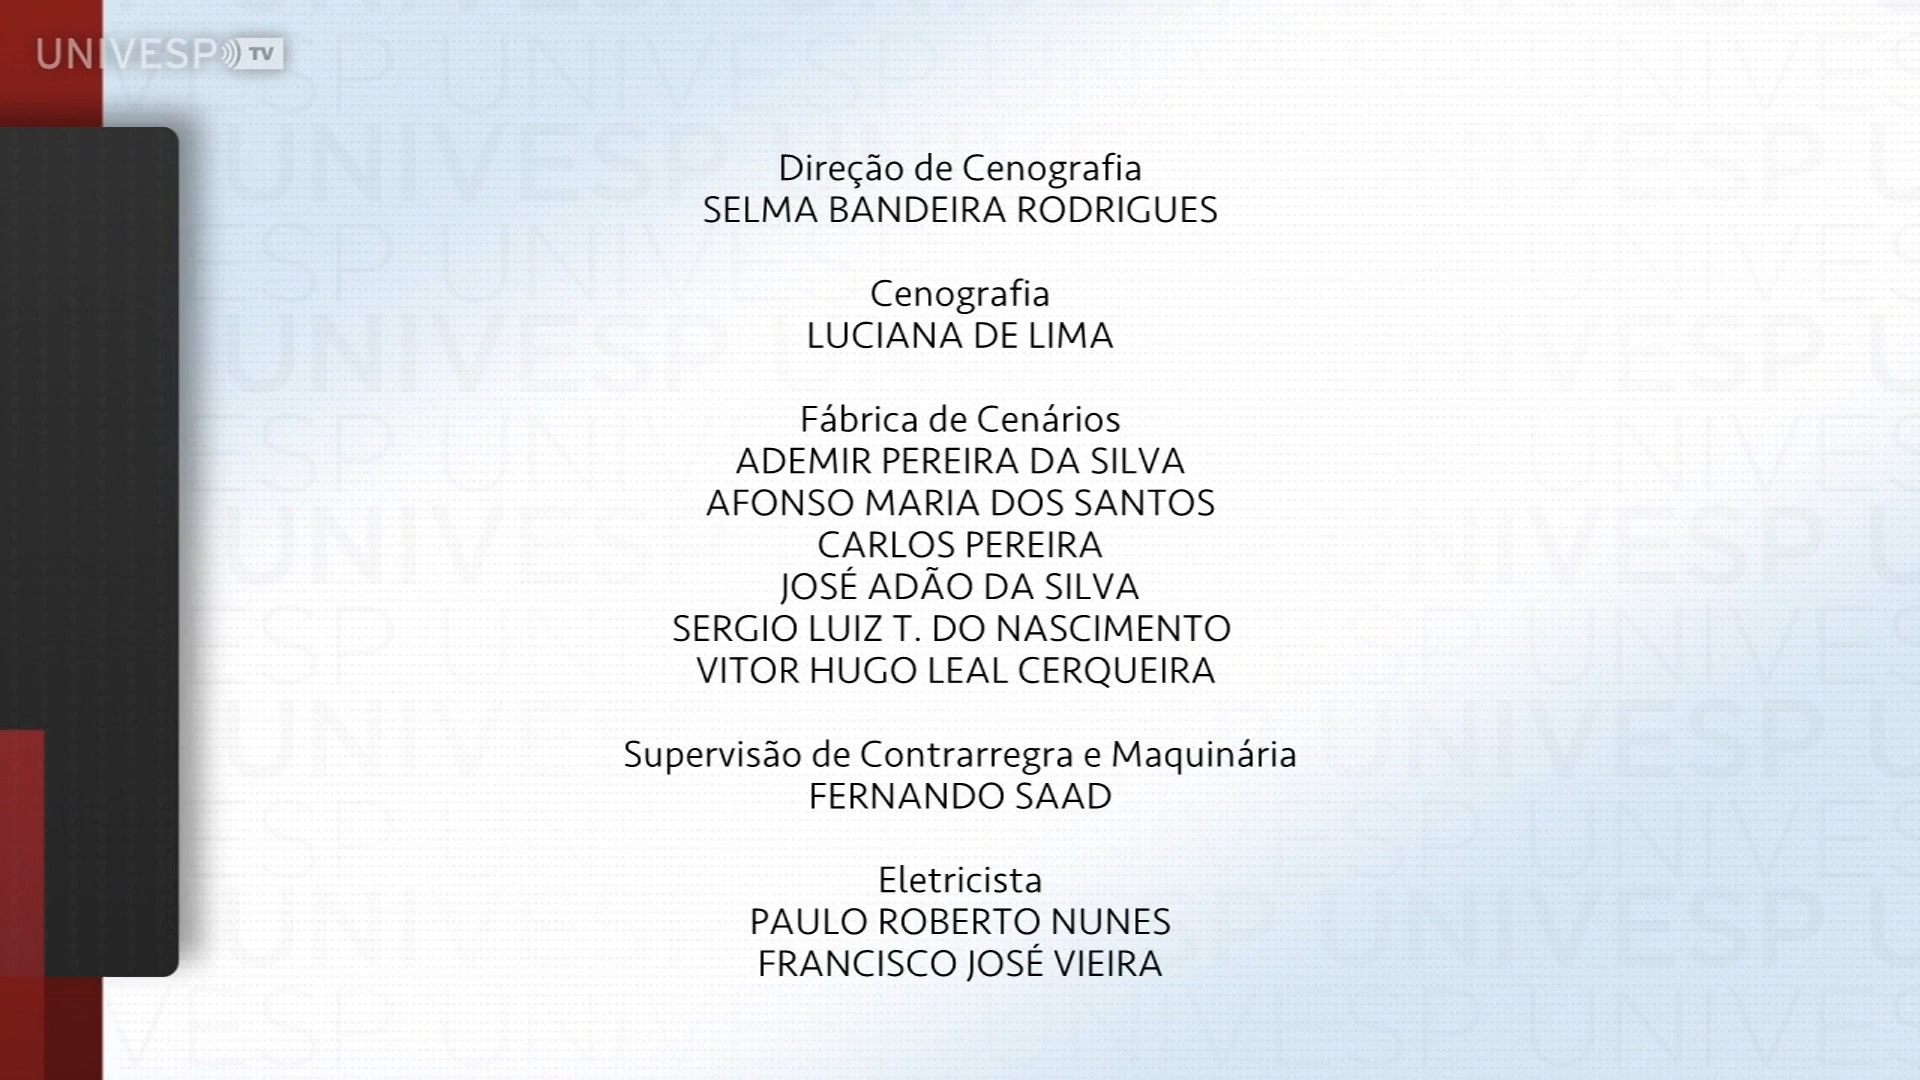 UNIVESP TV
Direção de Cenografia
SELMA BANDEIRA RODRIGUES
Cenografia
LUCIANA DE LIMA
Fábrica de Cenários
ADEMIR PEREIRA DA SILVA
AFONSO MARIA DOS SANTOS
CARLOS PEREIRA
JOSÉ ADÃO DA SILVA
SERGIO LUIZ T. DO NASCIMENTO
VITOR HUGO LEAL CERQUEIRA
Supervisão de Contrarregra e Maquinária
FERNANDO SAAD
Eletricista
PAULO ROBERTO NUNES
FRANCISCO JOSÉ VIEIRA